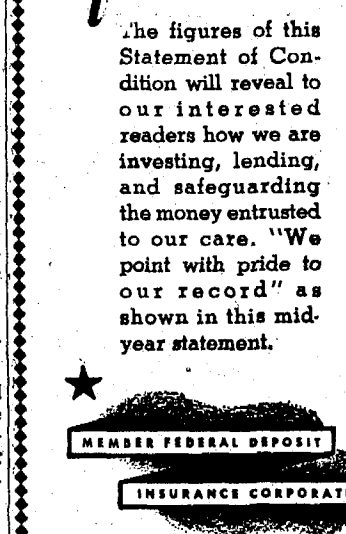 The figures of this
Statement of Con-
dition will reveal to
our interested
readers how we are
investing, lending,
and safeguarding
the money entrusted
to our care. "We
point with pride to
our record" as
shown in this mid-
year statement.
MEMBER FEDERAL DEPOSIT
INSURANCE CORPORAT